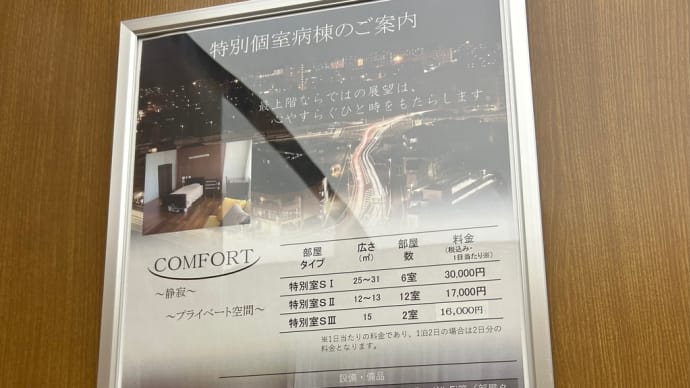 特別個室病棟のご案内
最上階ならではの展望は、
心やすらぐひと時をもたらします。
COMFORT
～静寂～
～プライベート空間～
部屋タイプ 広さ(㎡) 部屋数 料金(税込み・1日当たり※)
特別室SⅠ 25～31 6室 30,000円
特別室SⅡ 12～13 12室 17,000円
特別室SⅢ 15 2室 16,000円
※1日当たりの料金であり、1泊2日の場合は2日分の
料金となります。
設備・備品